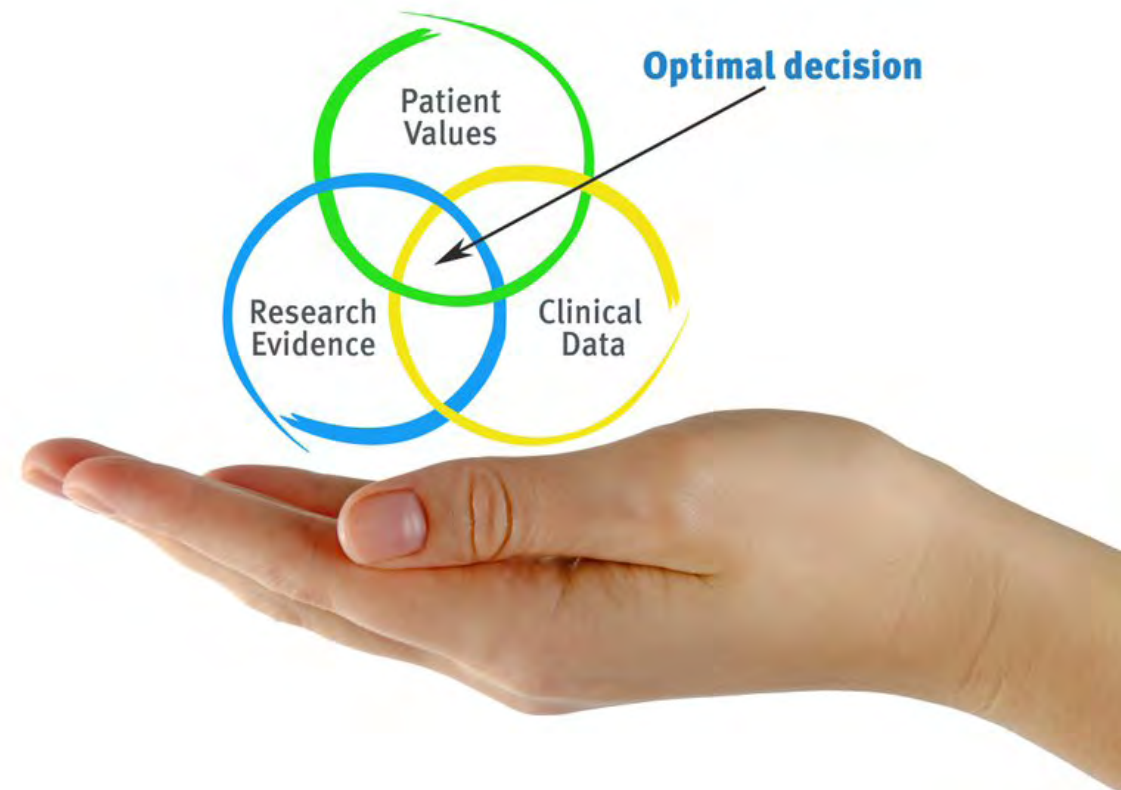 Optimal decision
Patient
Values
Research
Evidence
Clinical
Data